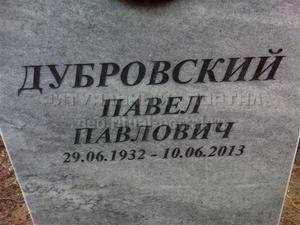 ДУБРОВСКИЙ
ПАВЕЛ
ПАВЛОВИЧ
29.06.1932 - 10.06.2013